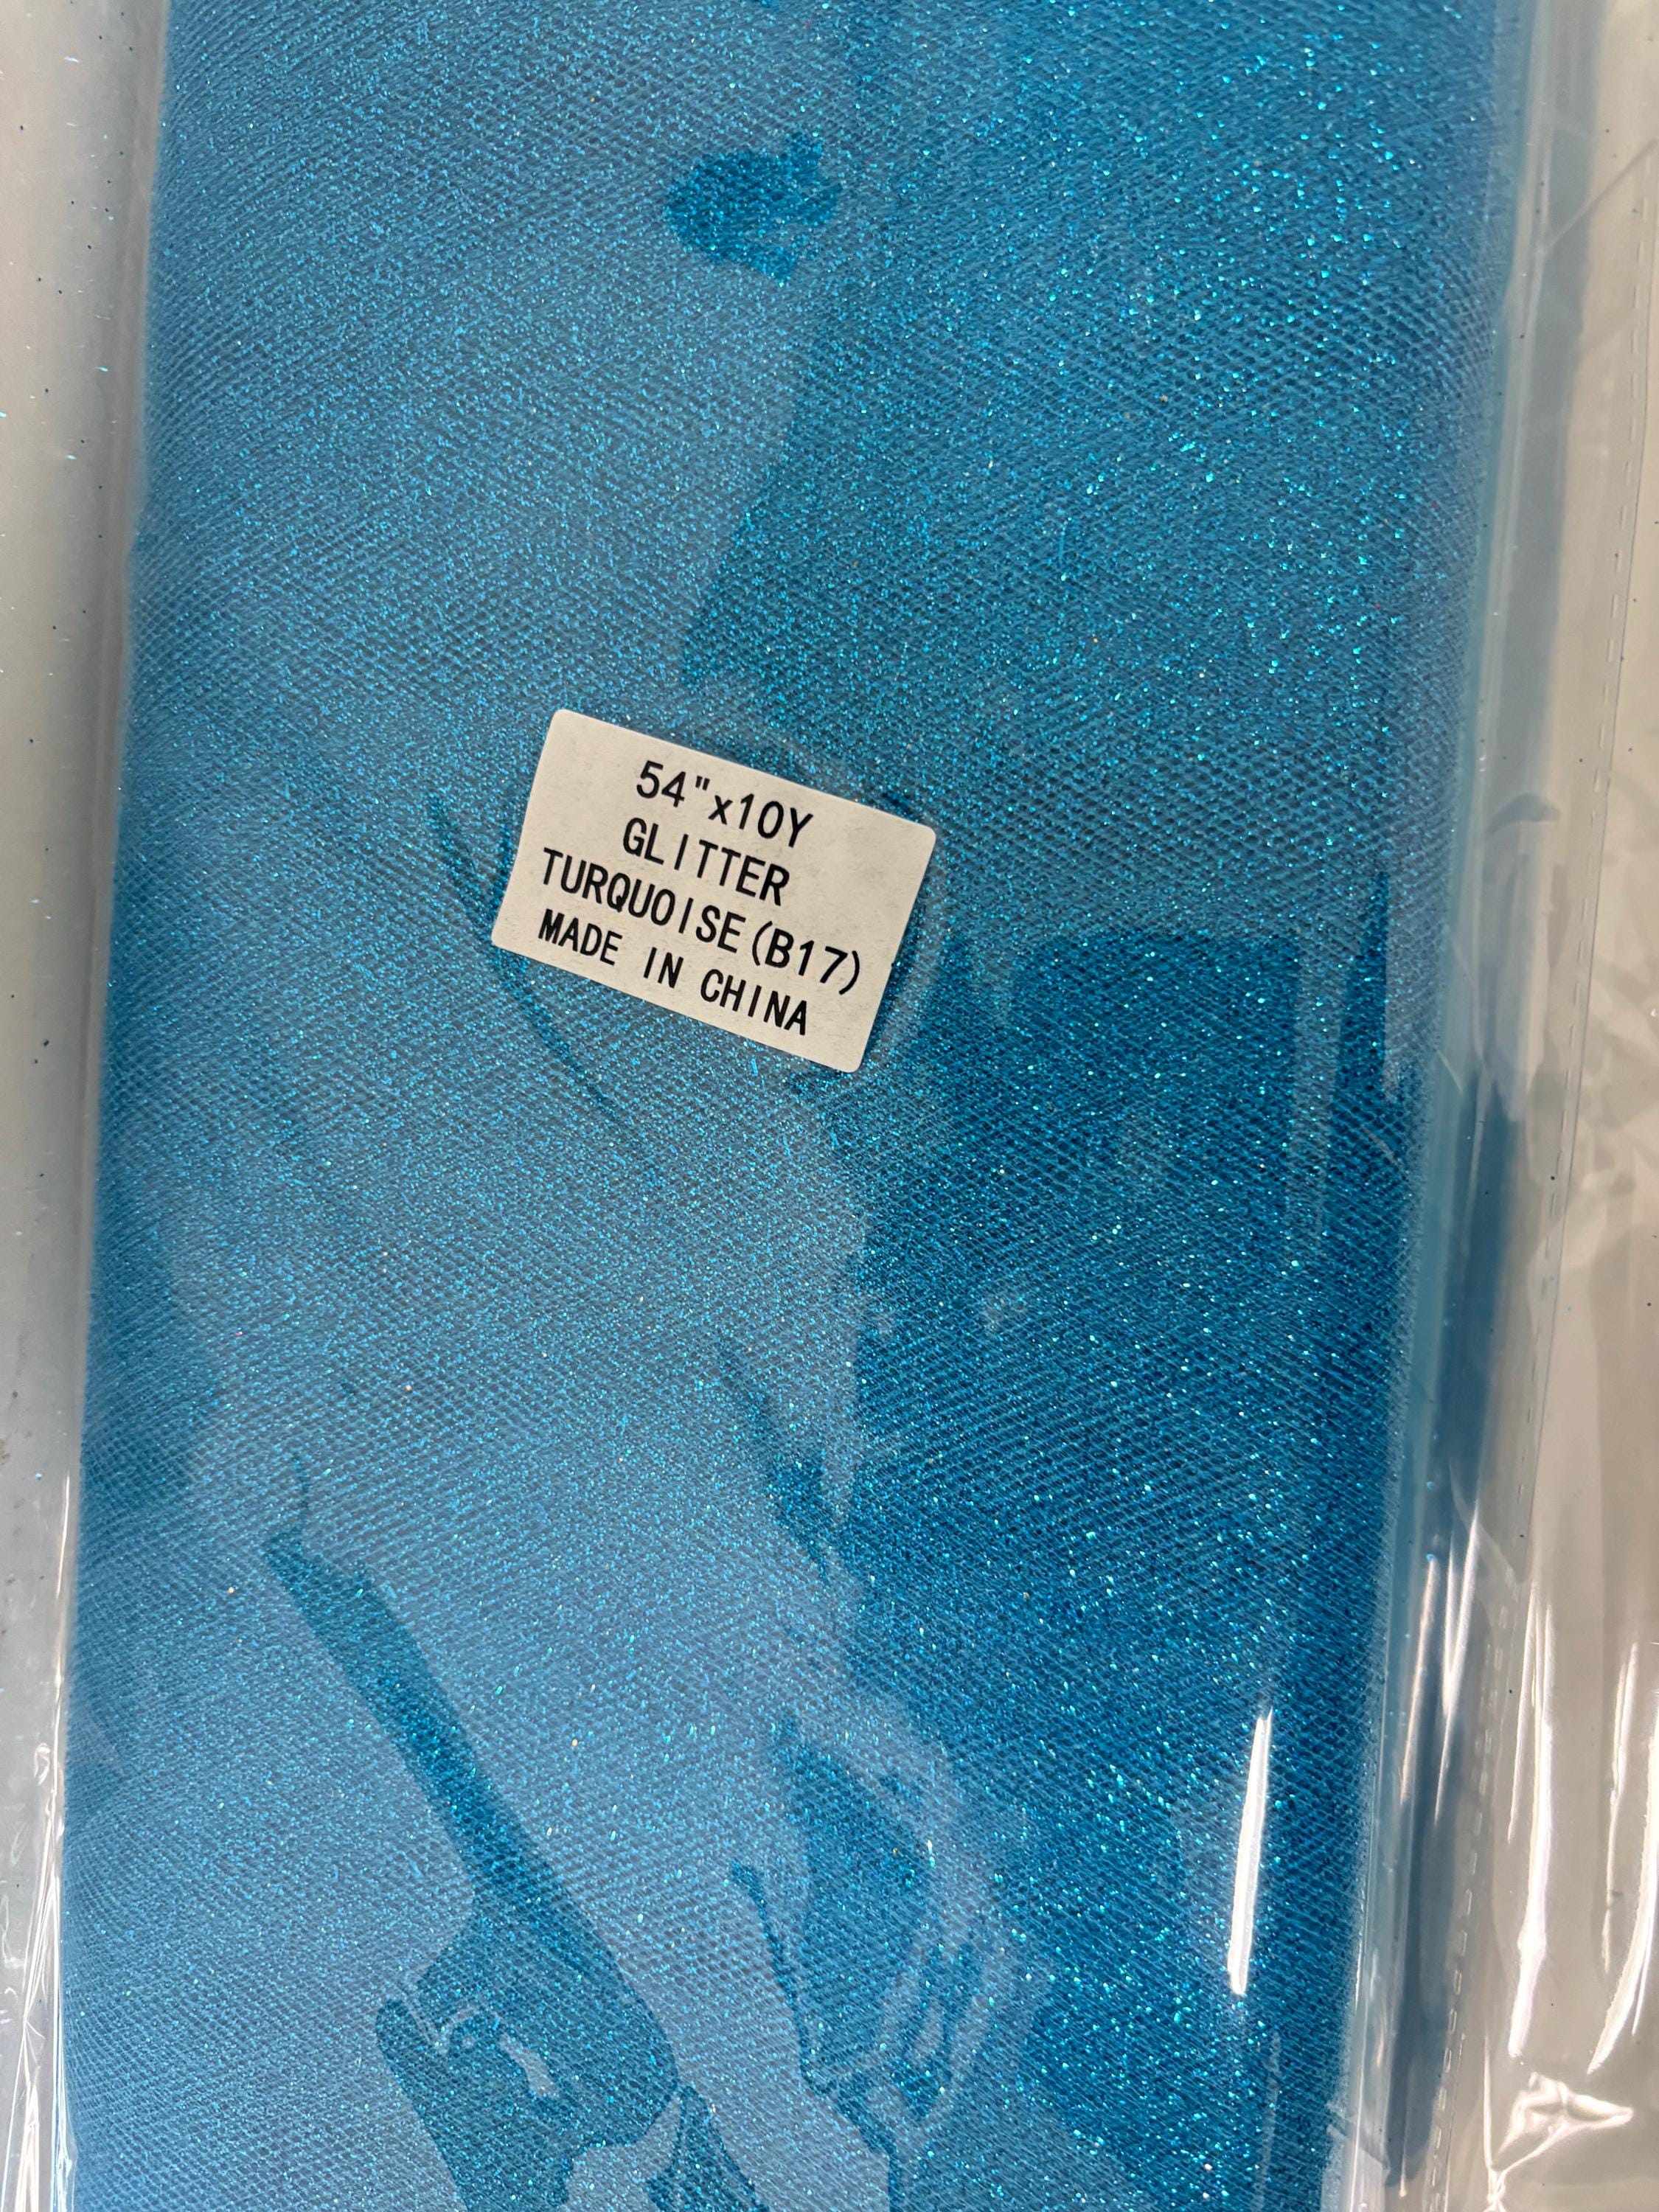 54"x10Y
GLITTER
TURQUOISE(B17)
MADE IN CHINA